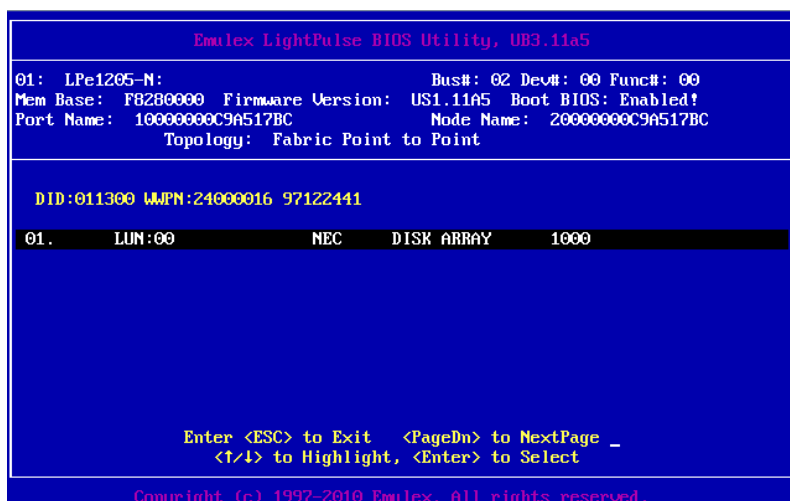 Emulex LightPulse BIOS Utility, UB3.11a5
01: LPe1205-N: Bus#: 02 Dev#: 00 Func#: 00
Mem Base: F8280000 Firmware Version: US1.11A5 Boot BIOS: Enabled!
Port Name: 10000000C9A517BC Node Name: 20000000C9A517BC
Topology: Fabric Point to Point
DID:011300 WWPN:24000016 97122441
01. LUN:00 NEC DISK ARRAY 1000
Enter <ESC> to Exit <PageDn> to NextPage _
<↑/↓> to Highlight, <Enter> to Select
Copyright (c) 1997-2010 Emulex. All rights reserved.